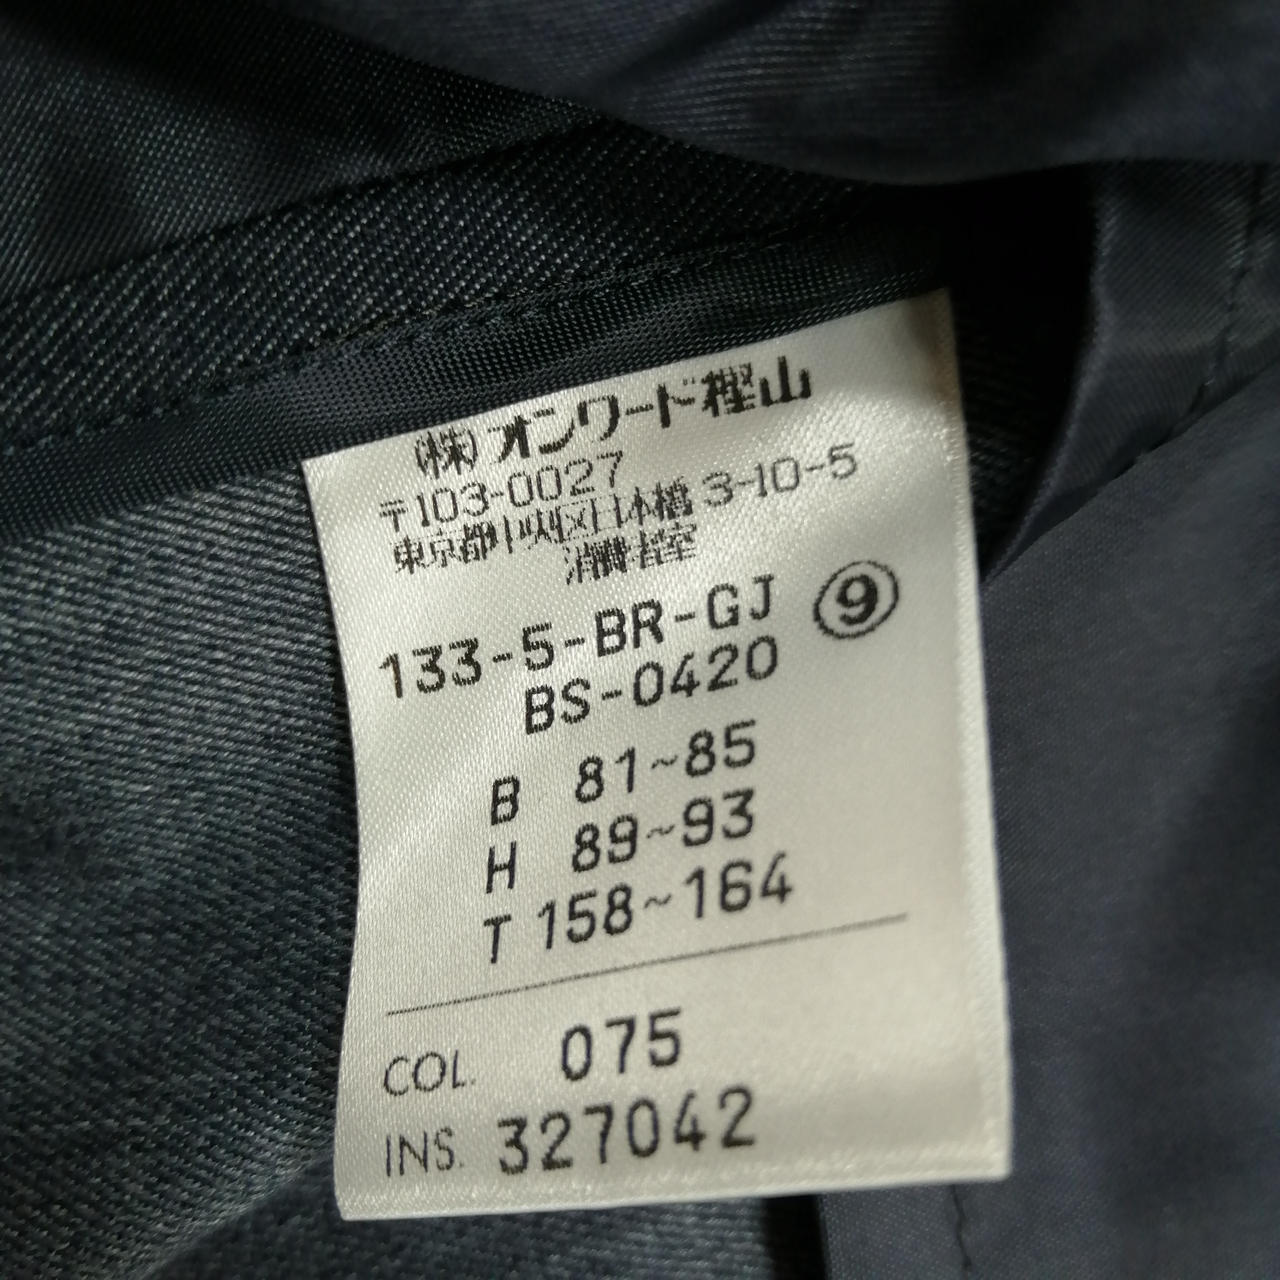 (株)オンワード樫山
〒103-0027
東京都中央区日本橋3-10-5
消費者室
133-5-BR-GJ ⑨
BS-0420
B 81~85
H 89~93
T 158~164
COL. 075
INS. 327042